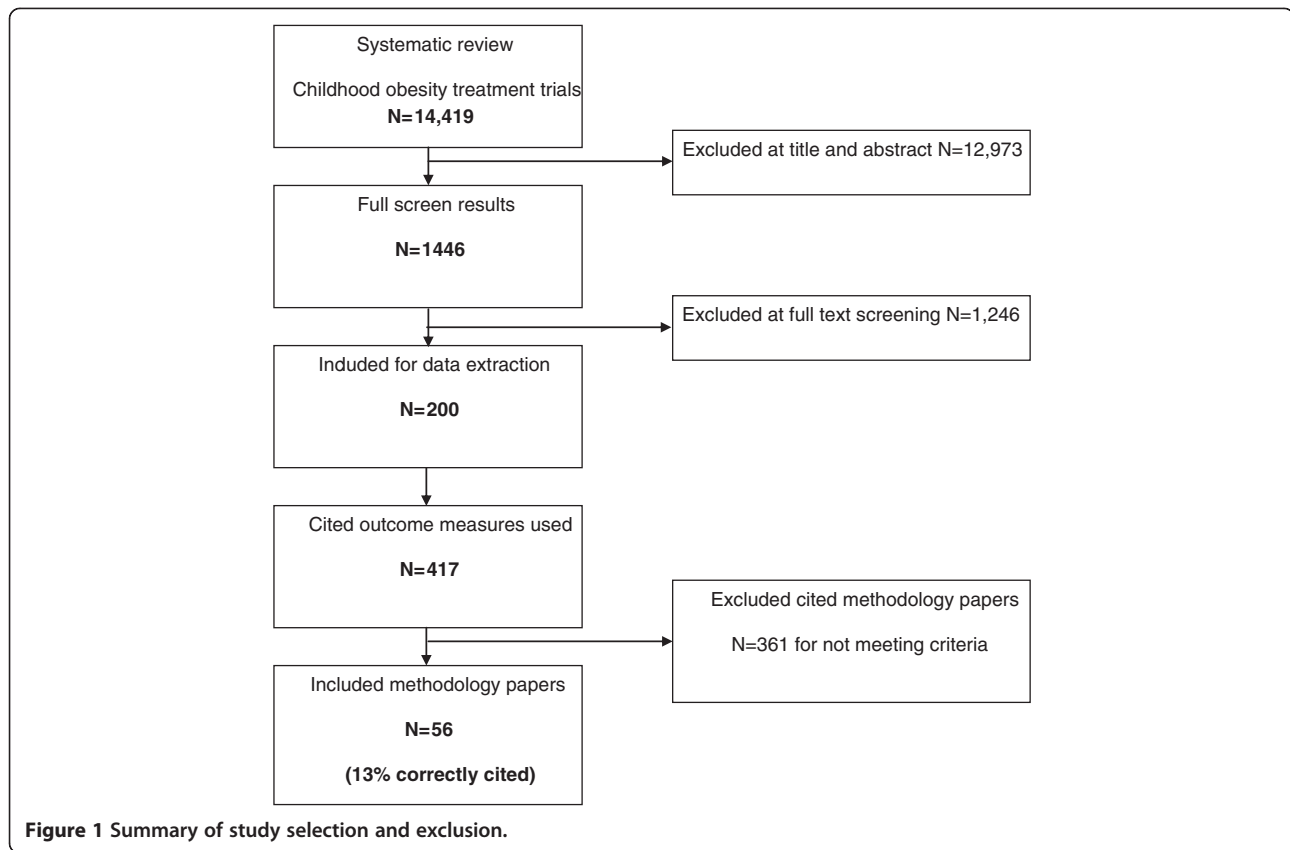 Systematic review
Childhood obesity treatment trials
N=14,419
Excluded at title and abstract N=12,973
Full screen results
N=1446
Excluded at full text screening N=1,246
Induded for data extraction
N=200
Cited outcome measures used
N=417
Excluded cited methodology papers
N=361 for not meeting criteria
Included methodology papers
N=56
(13% correctly cited)
Figure 1 Summary of study selection and exclusion.